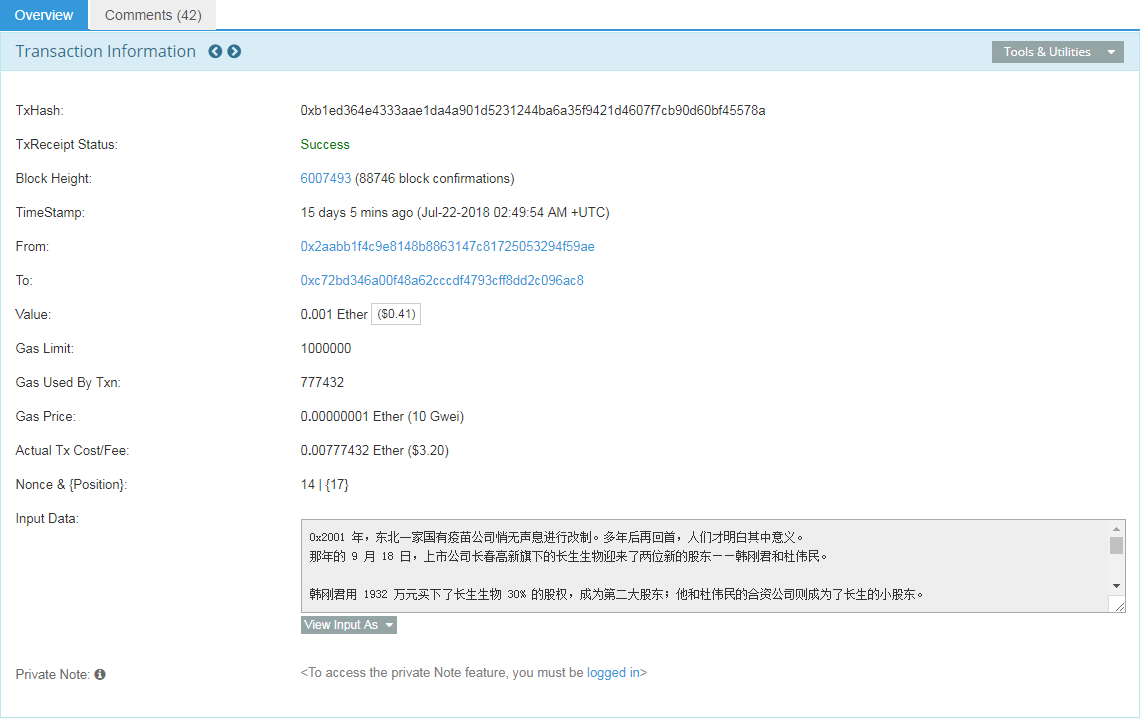 Overview Comments (42)
Transaction Information Tools & Utilities
TxHash: 0xb1ed364e4333aae1da4a901d5231244ba6a35f9421d4607f7cb90d60bf45578a
TxReceipt Status: Success
Block Height: 6007493 (88746 block confirmations)
TimeStamp: 15 days 5 mins ago (Jul-22-2018 02:49:54 AM +UTC)
From: 0x2aabb1f4c9e8148b8863147c81725053294f59ae
To: 0xc72bd346a00f48a62cccdf4793cff8dd2c096ac8
Value: 0.001 Ether ($0.41)
Gas Limit: 1000000
Gas Used By Txn: 777432
Gas Price: 0.00000001 Ether (10 Gwei)
Actual Tx Cost/Fee: 0.00777432 Ether ($3.20)
Nonce & {Position}: 14 | {17}
Input Data:
0x2001 年，东北一家国有疫苗公司悄无声息进行改制。多年后再回首，人们才明白其中意义。
那年的 9 月 18 日，上市公司长春高新旗下的长生生物迎来了两位新的股东——韩刚君和杜伟民。
韩刚君用 1932 万元买下了长生生物 30% 的股权，成为第二大股东；他和杜伟民的合资公司则成为了长生的小股东。
View Input As
Private Note: <To access the private Note feature, you must be logged in>